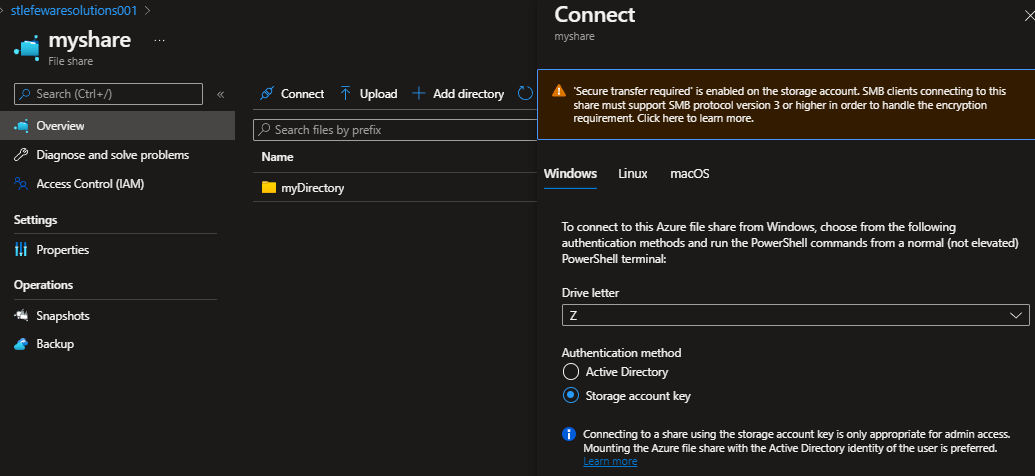 stlefewaresolutions001
myshare ...
File share
Search (Ctrl+/)
«
Overview
Diagnose and solve problems
Access Control (IAM)
Settings
Properties
Operations
Snapshots
Backup
Connect
Upload
Add directory
Search files by prefix
Name
myDirectory
Connect
myshare
'Secure transfer required' is enabled on the storage account. SMB clients connecting to this
share must support SMB protocol version 3 or higher in order to handle the encryption
requirement. Click here to learn more.
Windows
Linux
macOS
To connect to this Azure file share from Windows, choose from the following
authentication methods and run the PowerShell commands from a normal (not elevated)
PowerShell terminal:
Drive letter
Z
Authentication method
Active Directory
Storage account key
Connecting to a share using the storage account key is only appropriate for admin access.
Mounting the Azure file share with the Active Directory identity of the user is preferred.
Learn more